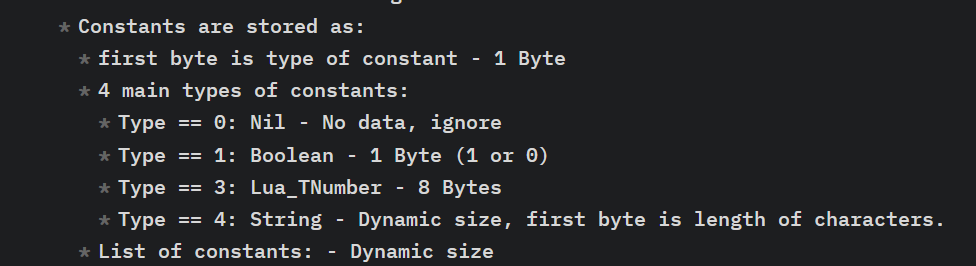 * Constants are stored as:
* first byte is type of constant - 1 Byte
* 4 main types of constants:
* Type == 0: Nil - No data, ignore
* Type == 1: Boolean - 1 Byte (1 or 0)
* Type == 3: Lua_TNumber - 8 Bytes
* Type == 4: String - Dynamic size, first byte is length of characters.
* List of constants: - Dynamic size